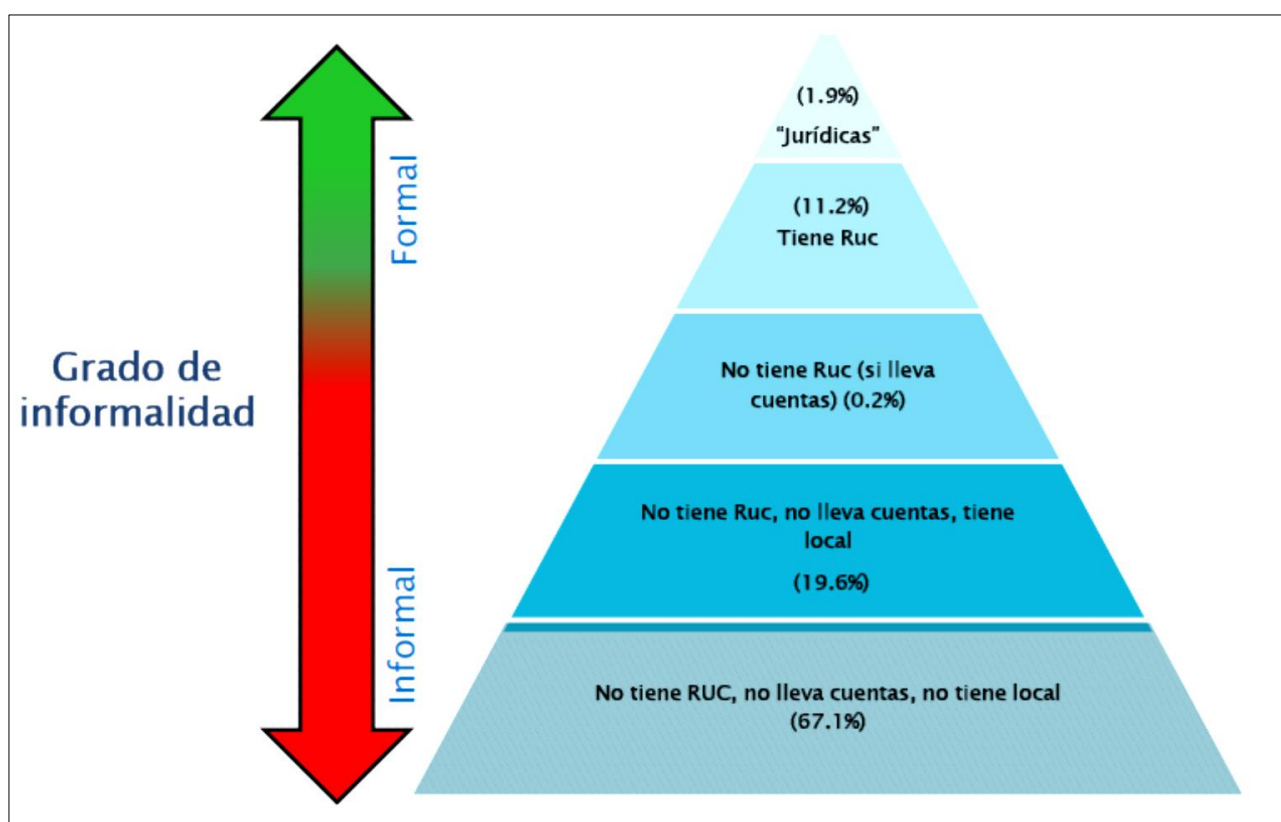 Grado de
informalidad
Formal
Informal
(1.9%)
"Jurídicas"
(11.2%)
Tiene Ruc
No tiene Ruc (si lleva
cuentas) (0.2%)
No tiene Ruc, no lleva cuentas, tiene
local
(19.6%)
No tiene RUC, no lleva cuentas, no tiene local
(67.1%)